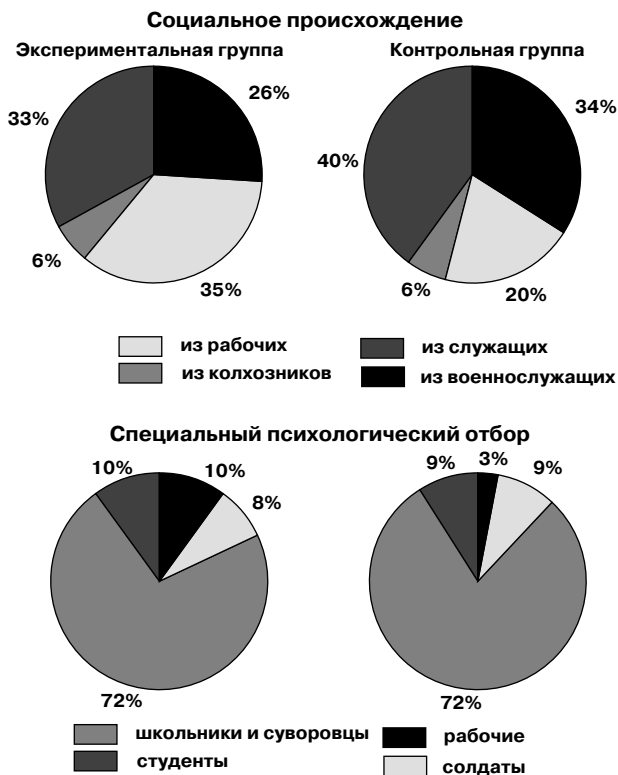 Социальное происхождение
Экспериментальная группа
Контрольная группа
26%
33%
6%
35%
34%
40%
6%
20%
из рабочих
из служащих
из колхозников
из военнослужащих
Специальный психологический отбор
10%
10%
8%
72%
9%
3%
9%
72%
школьники и суворовцы
рабочие
студенты
солдаты